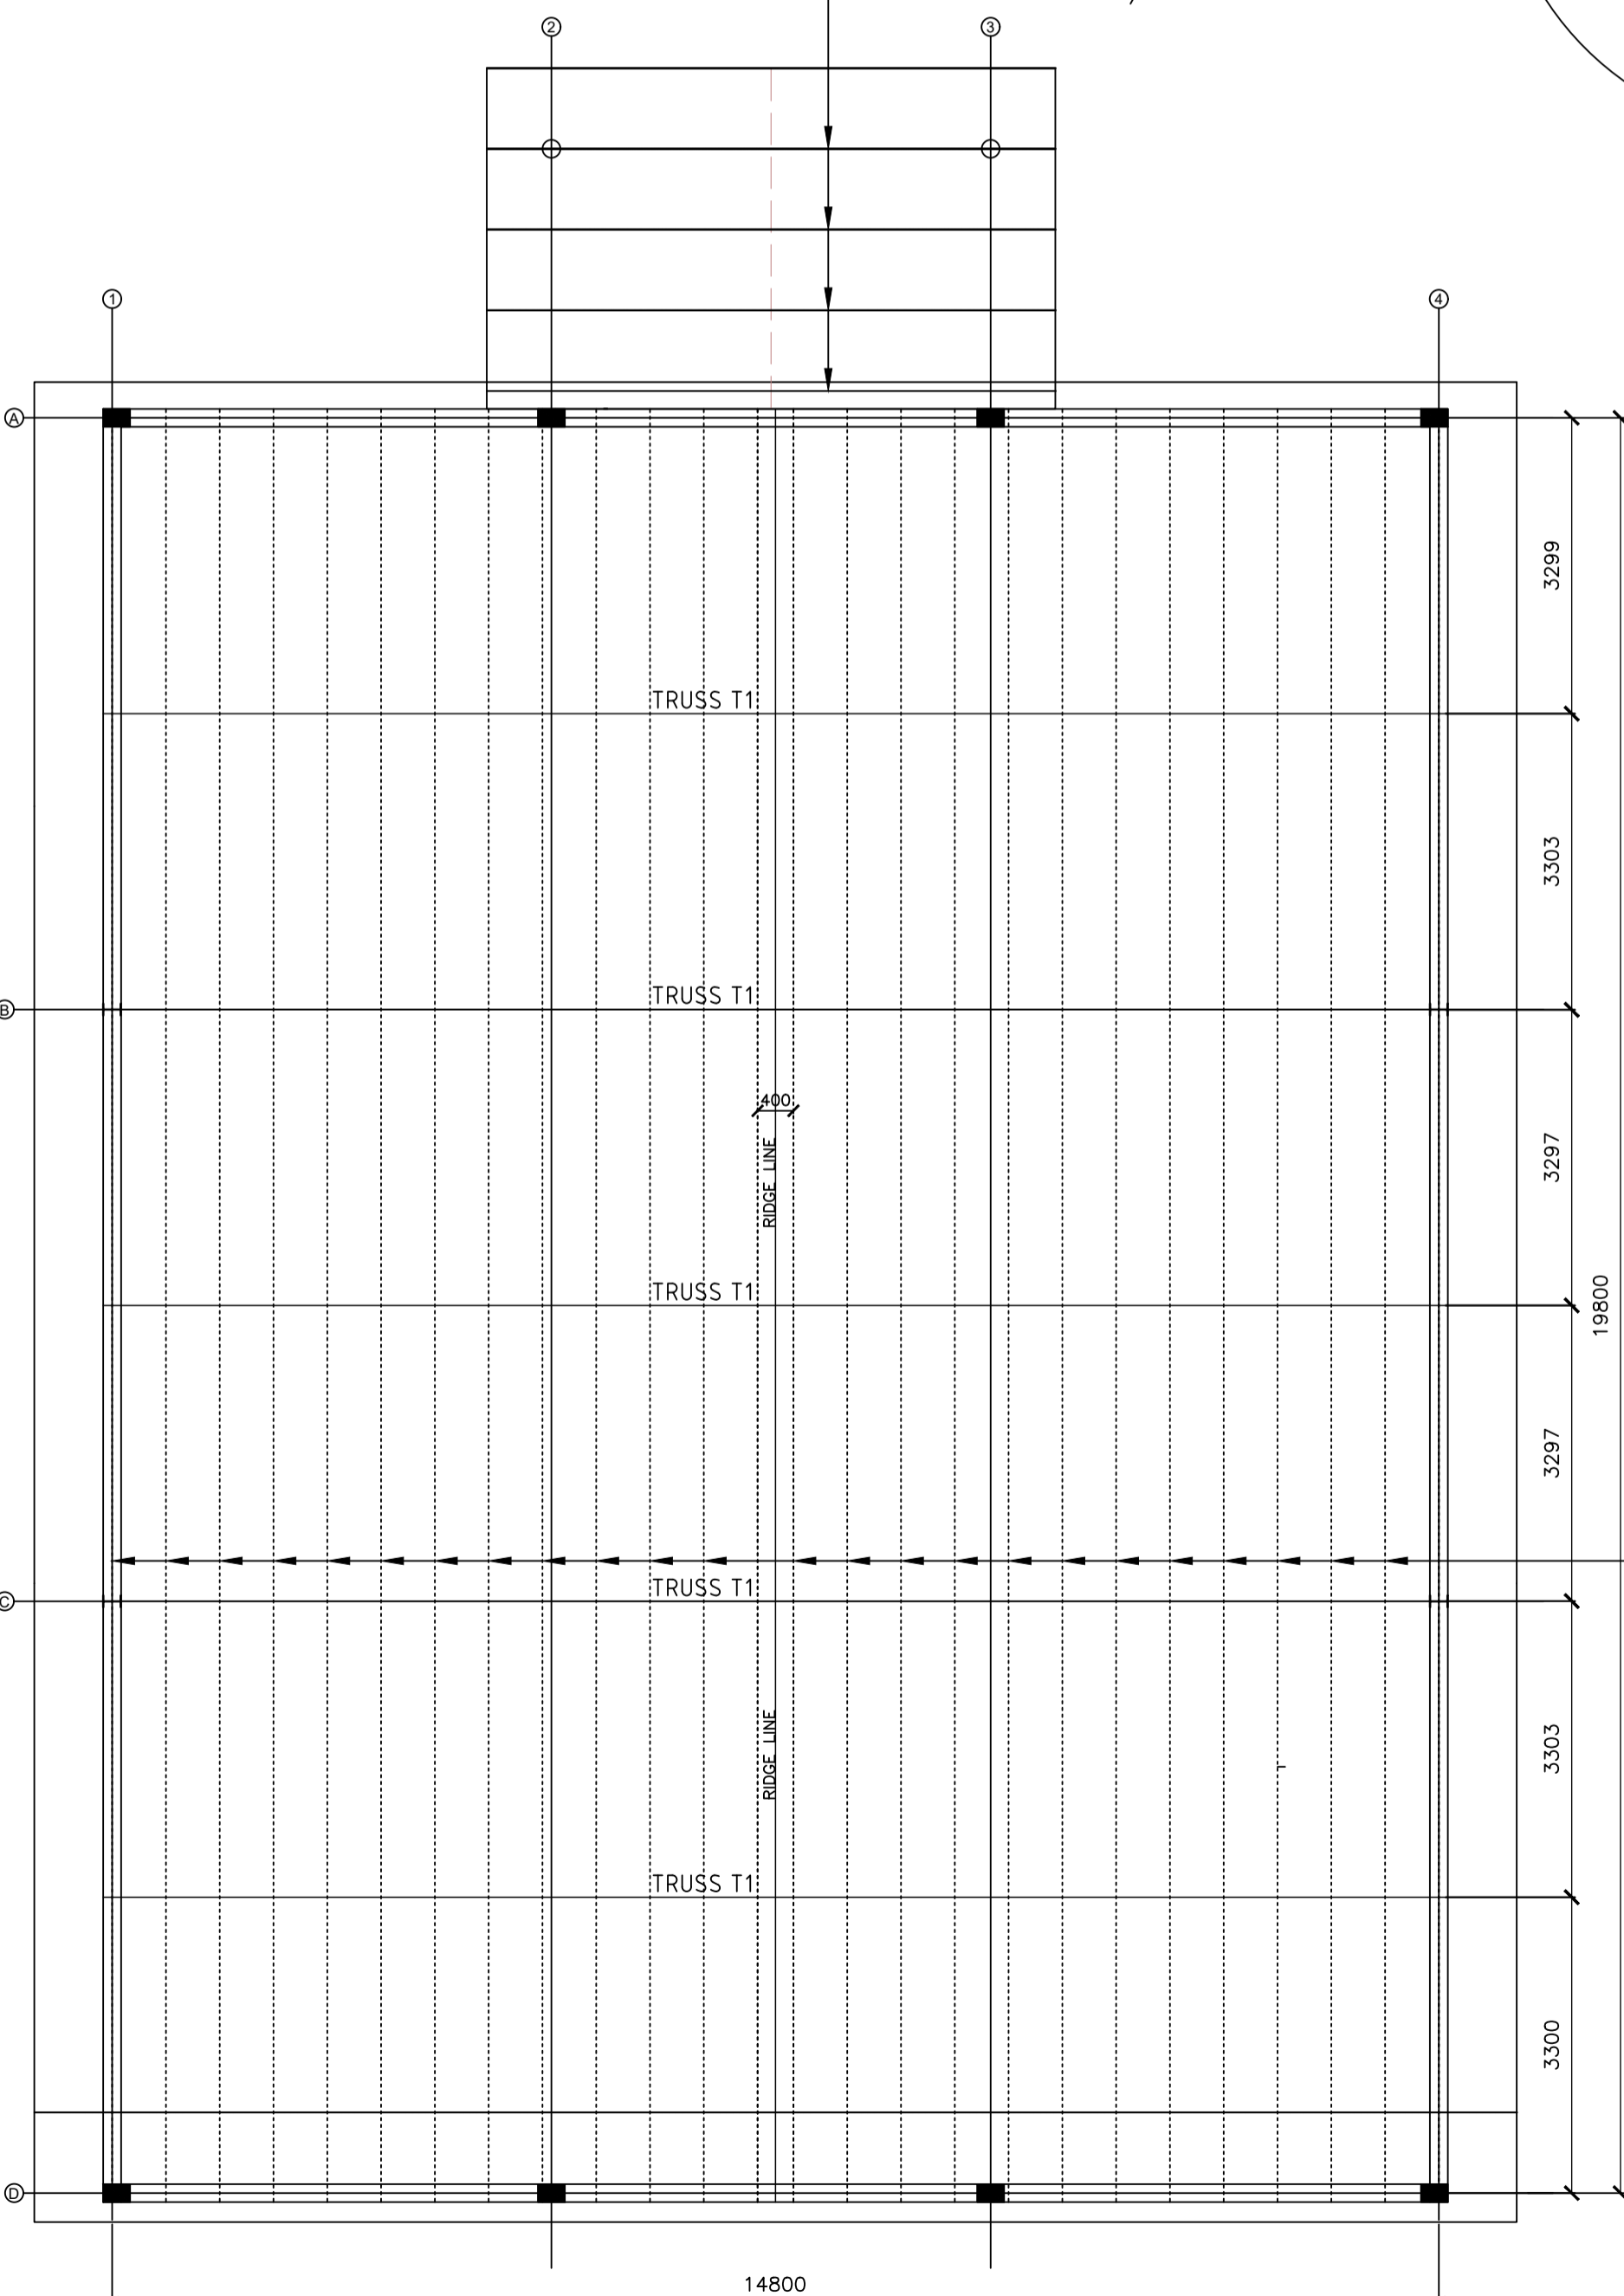 2
3
1
4
A
3299
TRUSS T1
3303
B
TRUSS T1
400
RIDGE LINE
3297
TRUSS T1
19800
3297
C
TRUSS T1
RIDGE LINE
3303
TRUSS T1
3300
D
14800